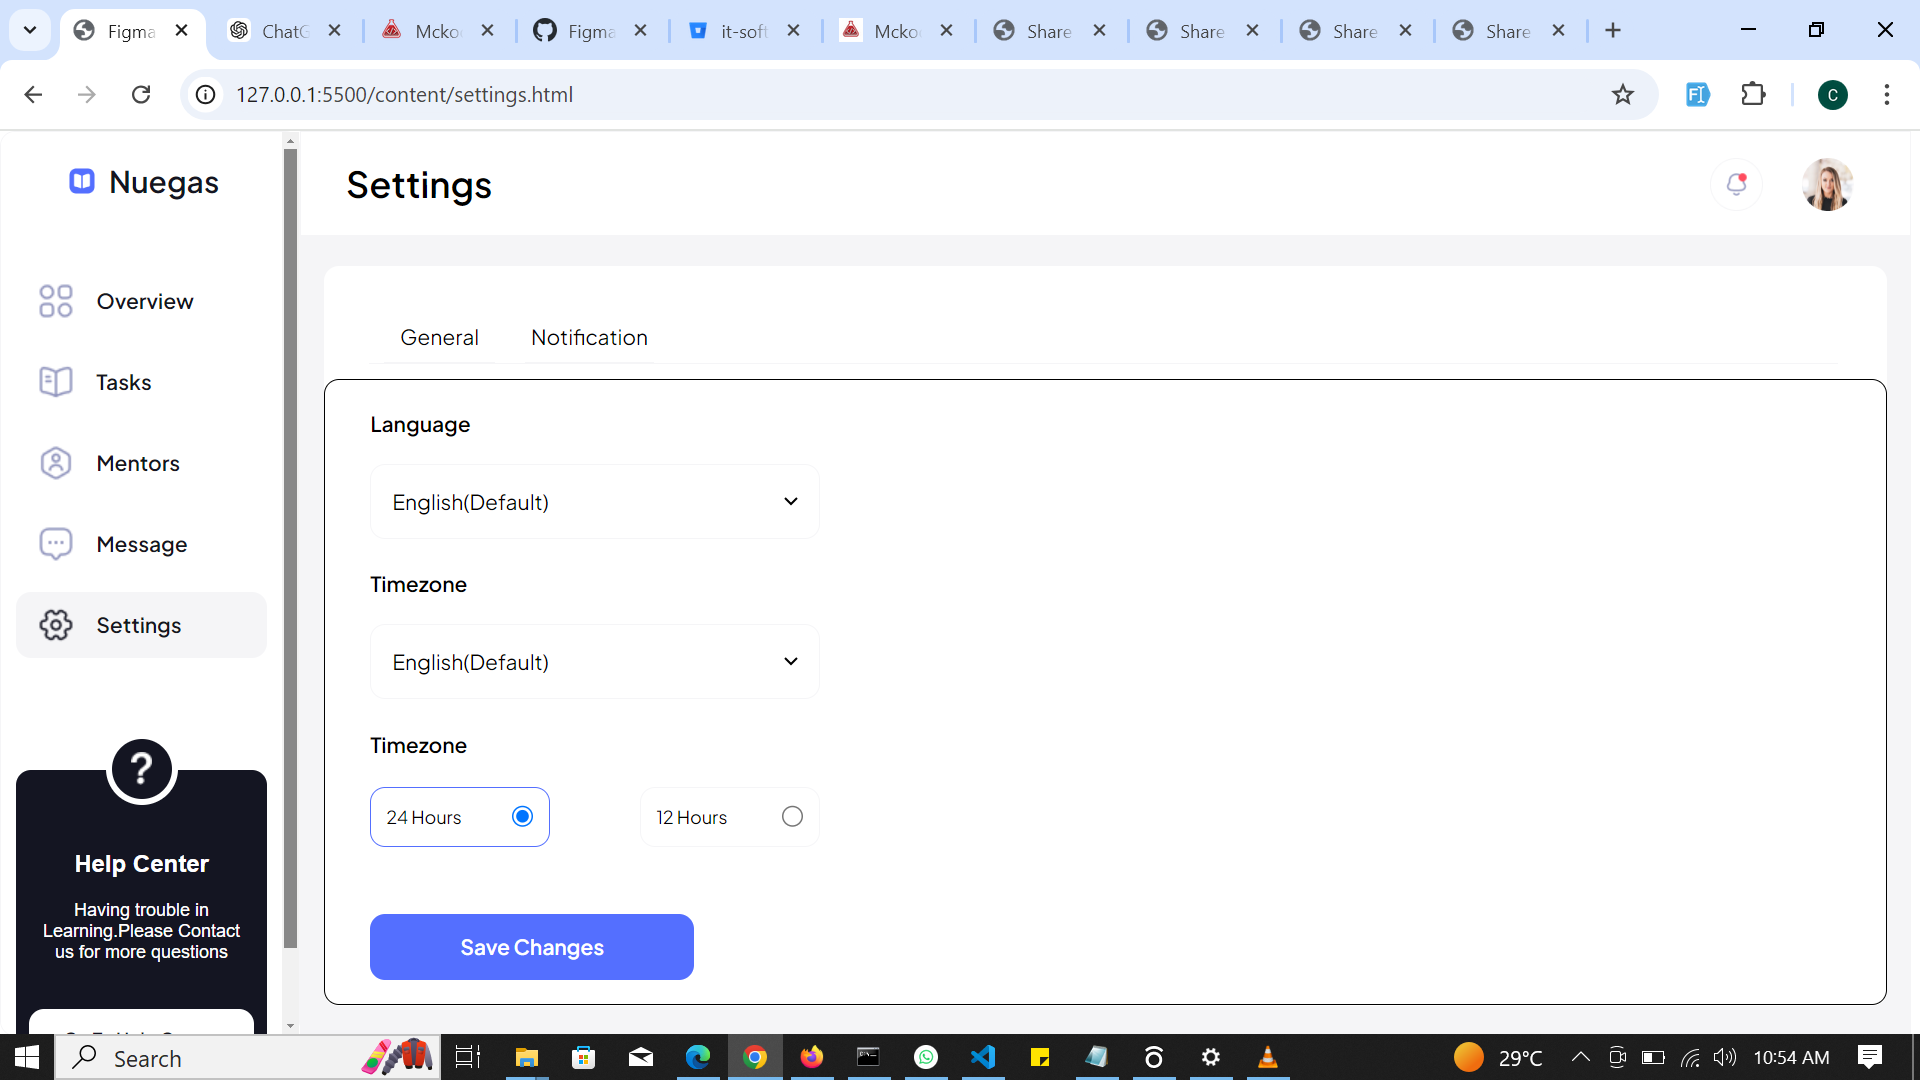 Figma
ChatG
Mcko
Figma
it-soft
Mcko
Share
Share
Share
Share
127.0.0.1:5500/content/settings.html
C
Nuegas
Settings
Overview
Tasks
Mentors
Message
Settings
General
Notification
Language
English(Default)
Timezone
English(Default)
Timezone
24 Hours
12 Hours
Save Changes
?
Help Center
Having trouble in
Learning.Please Contact
us for more questions
Search
29°C
10:54 AM